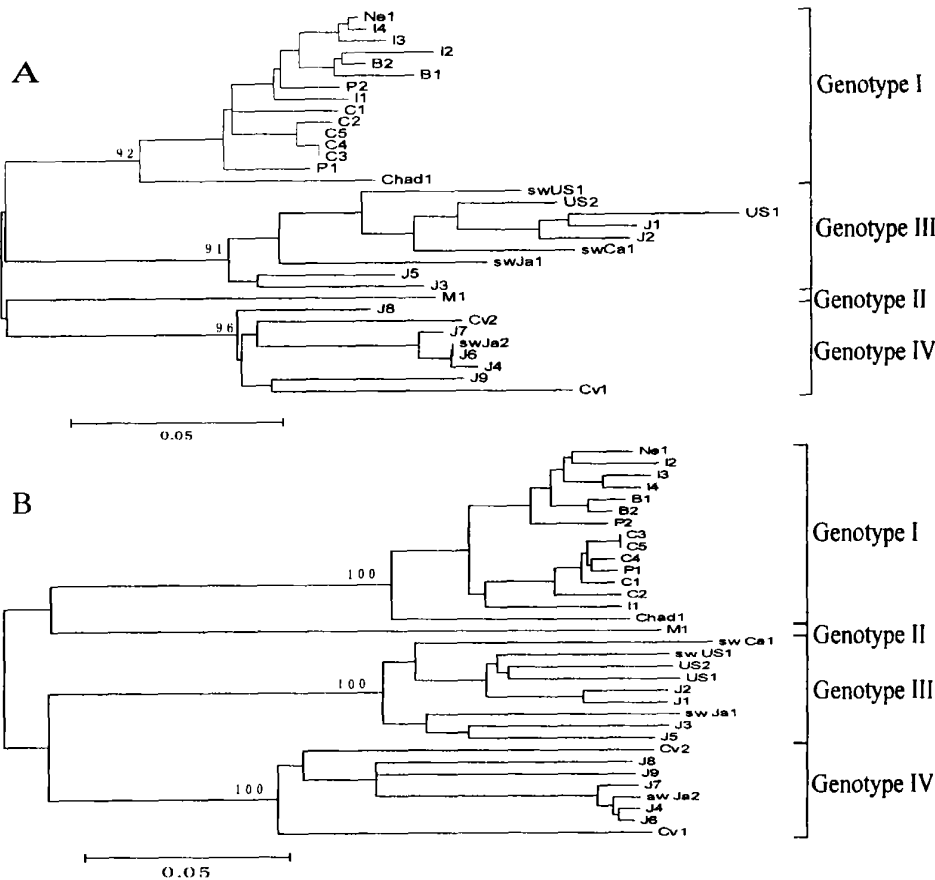 A
Ne1
I4
I3
I2
B2
B1
P2
I1
C1
C2
C5
C4
C3
P1
92
Chad1
Genotype I
swUS1
US2
US1
J1
J2
swCa1
swJa1
91
J5
J3
Genotype III
M1
Genotype II
J8
96
Cv2
J7
swJa2
J6
J4
J9
Cv1
Genotype IV
0.05
B
Ne1
I2
I3
I4
B1
B2
P2
C3
C5
C4
P1
C1
C2
I1
100
Chad1
Genotype I
M1
Genotype II
sw Ca1
sw US1
US2
US1
J2
J1
100
sw Ja1
J3
J5
Genotype III
Cv2
J8
J9
J7
sw Ja2
J4
J6
100
Cv1
Genotype IV
0.05